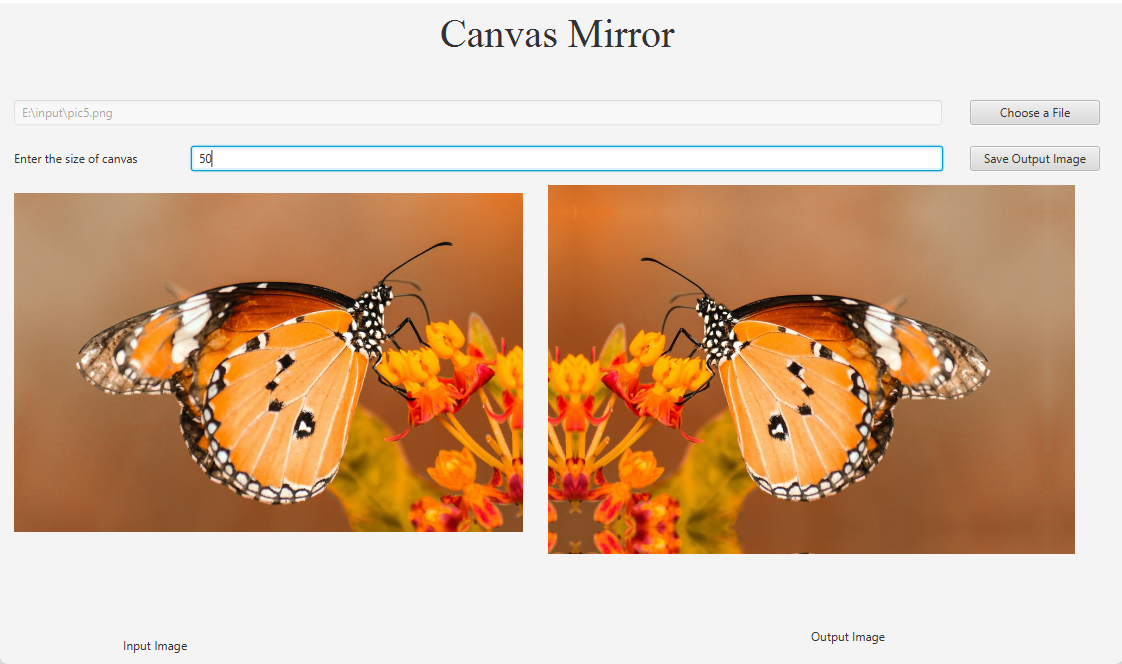 Canvas Mirror
E:\input\pic5.png
Choose a File
Enter the size of canvas
50
Save Output Image
Input Image
Output Image